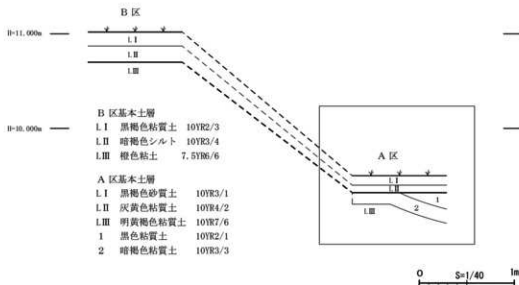 B 区
H=11.000m
L I
L II
L III
B 区基本土層
L I 黒褐色粘質土 10YR2/3
L II 暗褐色シルト 10YR3/4
L III 橙色粘土 7.5YR6/6
H=10.000m
A 区基本土層
L I 黒褐色砂質土 10YR3/1
L II 灰黄色粘質土 10YR4/2
L III 明黄褐色粘質土 10YR7/6
1 黒色粘質土 10YR2/1
2 暗褐色粘質土 10YR3/3
A 区
L I
L II
L III
1
2
0 S=1/40 1m